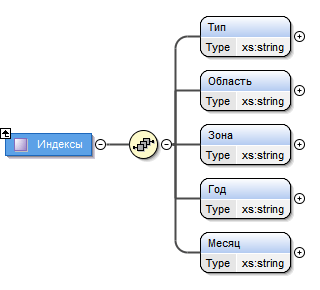 Тип
Type xs:string
Область
Type xs:string
Индексы
Зона
Type xs:string
Год
Type xs:string
Месяц
Type xs:string